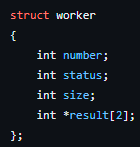 struct worker
{
    int number;
    int status;
    int size;
    int *result[2];
};